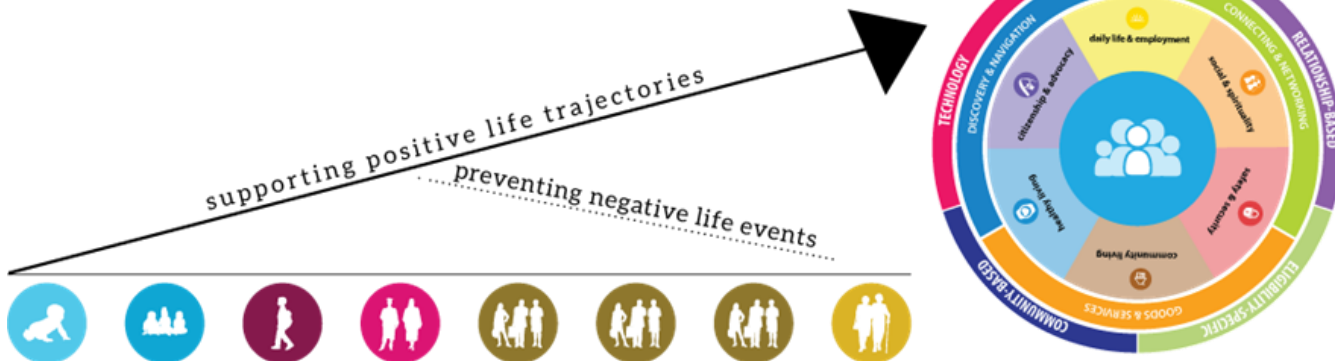 supporting positive life trajectories
preventing negative life events
TECHNOLOGY
RELATIONSHIP-BASED
COMMUNITY-BASED
ELIGIBILITY-SPECIFIC
DISCOVERY & NAVIGATION
CONNECTING & NETWORKING
GOODS & SERVICES
daily life & employment
social & spirituality
safety & security
community living
healthy living
citizenship & advocacy